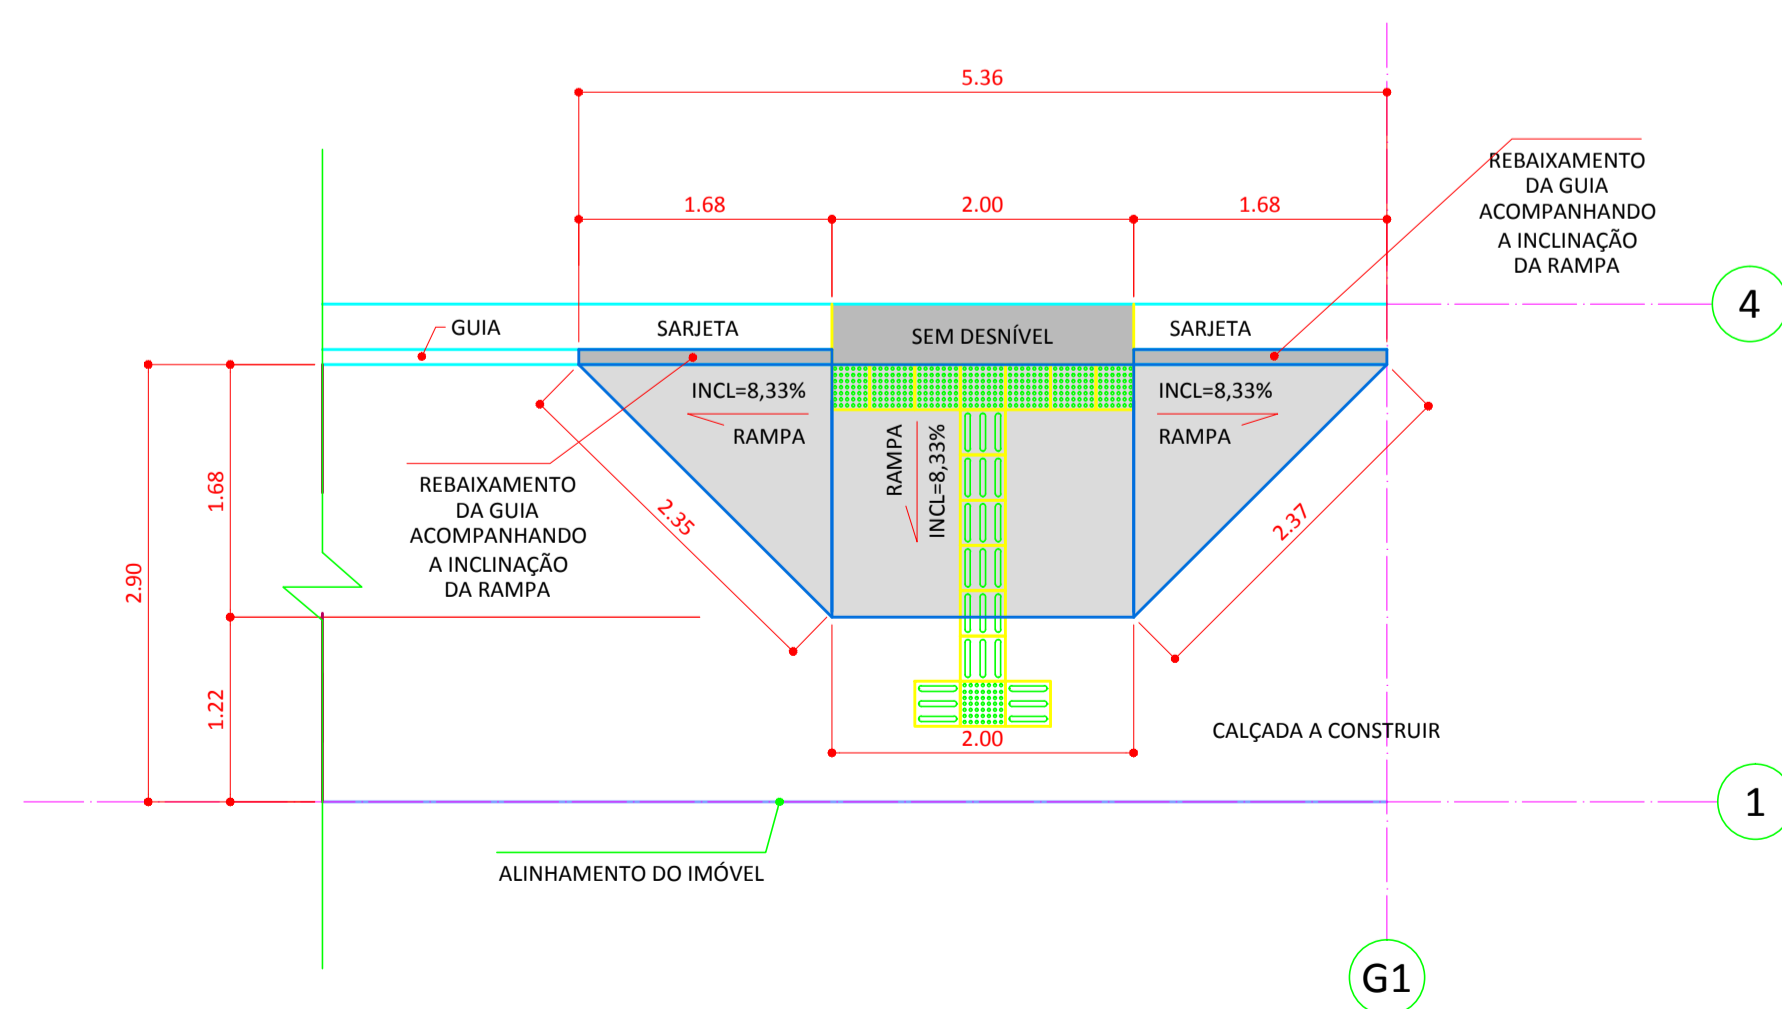 5.36
1.68
2.00
1.68
REBAIXAMENTO
DA GUIA
ACOMPANHANDO
A INCLINAÇÃO
DA RAMPA
4
GUIA
SARJETA
SEM DESNÍVEL
SARJETA
INCL=8,33%
RAMPA
RAMPA
INCL=8,33%
INCL=8,33%
RAMPA
REBAIXAMENTO
DA GUIA
ACOMPANHANDO
A INCLINAÇÃO
DA RAMPA
2.35
2.37
1.68
2.90
1.22
2.00
CALÇADA A CONSTRUIR
1
ALINHAMENTO DO IMÓVEL
G1